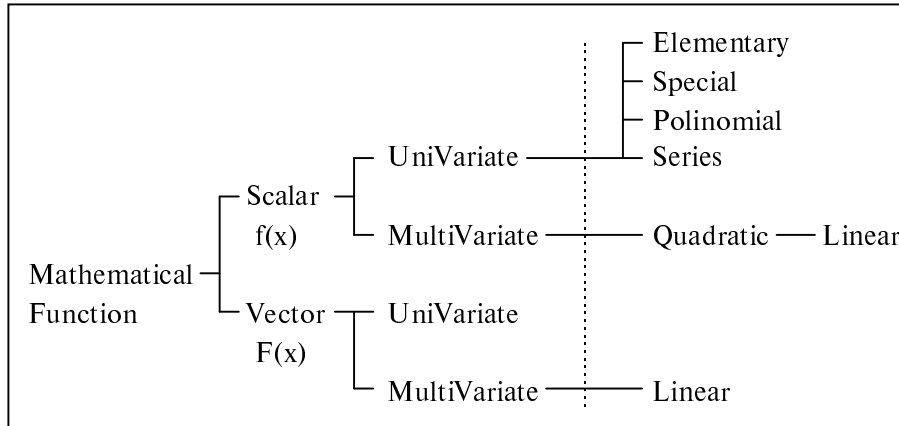 Elementary
Special
Polinomial
UniVariate
Series
Scalar
f(x)
MultiVariate
Quadratic
Linear
Mathematical
Function
Vector
F(x)
UniVariate
MultiVariate
Linear